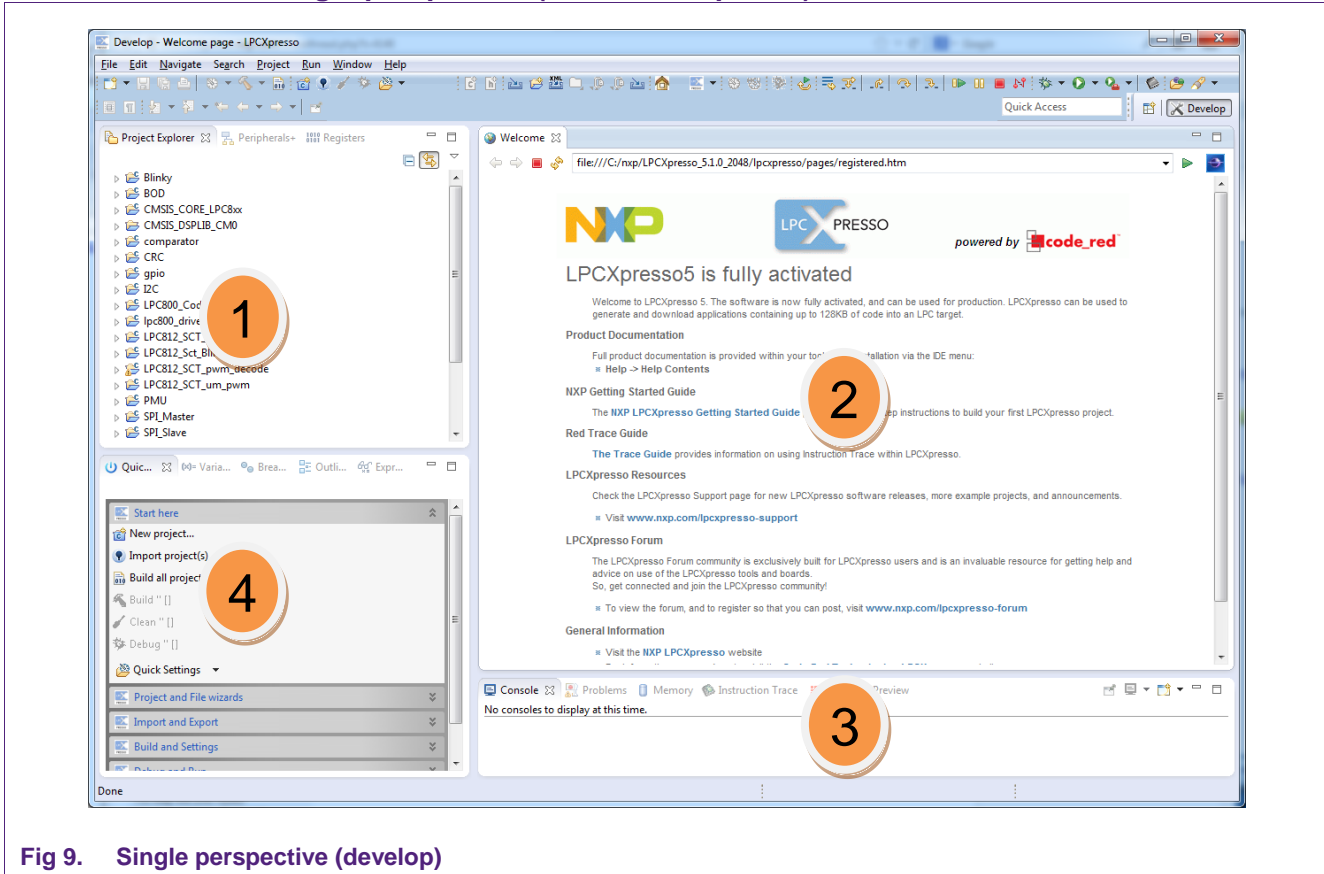 Develop - Welcome page - LPCXpresso
File Edit Navigate Search Project Run Window Help
Quick Access
Develop
Project Explorer Peripherals+ Registers
Blinky
BOD
CMSIS_CORE_LPC8xx
CMSIS_DSPLIB_CM0
comparator
CRC
gpio
I2C
LPC800_Cod
lpc800_drive
LPC812_SCT_
LPC812_Sct_Bli
LPC812_SCT_pwm_decode
LPC812_SCT_um_pwm
PMU
SPI_Master
SPI_Slave
1
Quic... (x)= Varia... Brea... Outli... Expr...
Start here
New project...
Import project(s)
Build all project
Build '' []
Clean '' []
Debug '' []
Quick Settings
Project and File wizards
Import and Export
Build and Settings
Debug and Run
4
Welcome
file:///C:/nxp/LPCXpresso_5.1.0_2048/lpcxpresso/pages/registered.htm
NXP
LPC XPRESSO
powered by code_red
LPCXpresso5 is fully activated
Welcome to LPCXpresso 5. The software is now fully activated, and can be used for production. LPCXpresso can be used to
generate and download applications containing up to 128KB of code into an LPC target.
Product Documentation
Full product documentation is provided within your tool installation via the IDE menu:
Help -> Help Contents
NXP Getting Started Guide
The NXP LPCXpresso Getting Started Guide ep instructions to build your first LPCXpresso project.
Red Trace Guide
The Trace Guide provides information on using Instruction Trace within LPCXpresso.
LPCXpresso Resources
Check the LPCXpresso Support page for new LPCXpresso software releases, more example projects, and announcements.
Visit www.nxp.com/lpcxpresso-support
LPCXpresso Forum
The LPCXpresso Forum community is exclusively built for LPCXpresso users and is an invaluable resource for getting help and
advice on use of the LPCXpresso tools and boards.
So, get connected and join the LPCXpresso community!
To view the forum, and to register so that you can post, visit www.nxp.com/lpcxpresso-forum
General Information
Visit the NXP LPCXpresso website
2
Console Problems Memory Instruction Trace Preview
No consoles to display at this time.
3
Done
Fig 9. Single perspective (develop)